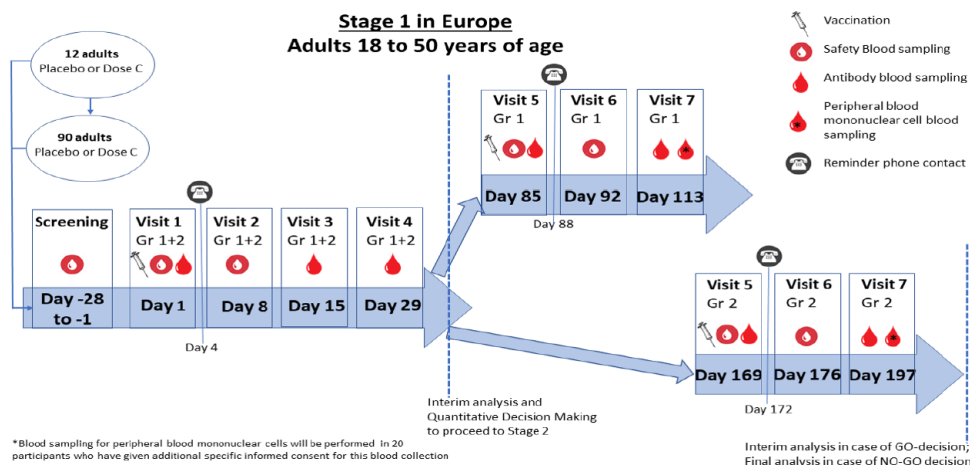 Stage 1 in Europe
Adults 18 to 50 years of age
12 adults
Placebo or Dose C
90 adults
Placebo or Dose C
Vaccination
Safety Blood sampling
Antibody blood sampling
Peripheral blood
mononuclear cell blood
sampling
Reminder phone contact
Screening
Day -28
to -1
Visit 1
Gr 1+2
Day 1
Day 4
Visit 2
Gr 1+2
Day 8
Visit 3
Gr 1+2
Day 15
Visit 4
Gr 1+2
Day 29
Visit 5
Gr 1
Day 85
Day 88
Visit 6
Gr 1
Day 92
Visit 7
Gr 1
Day 113
Visit 5
Gr 2
Day 169
Day 172
Visit 6
Gr 2
Day 176
Visit 7
Gr 2
Day 197
Interim analysis and
Quantitative Decision Making
to proceed to Stage 2
Interim analysis in case of GO-decision;
Final analysis in case of NO-GO decision
*Blood sampling for peripheral blood mononuclear cells will be performed in 20
participants who have given additional specific informed consent for this blood collection